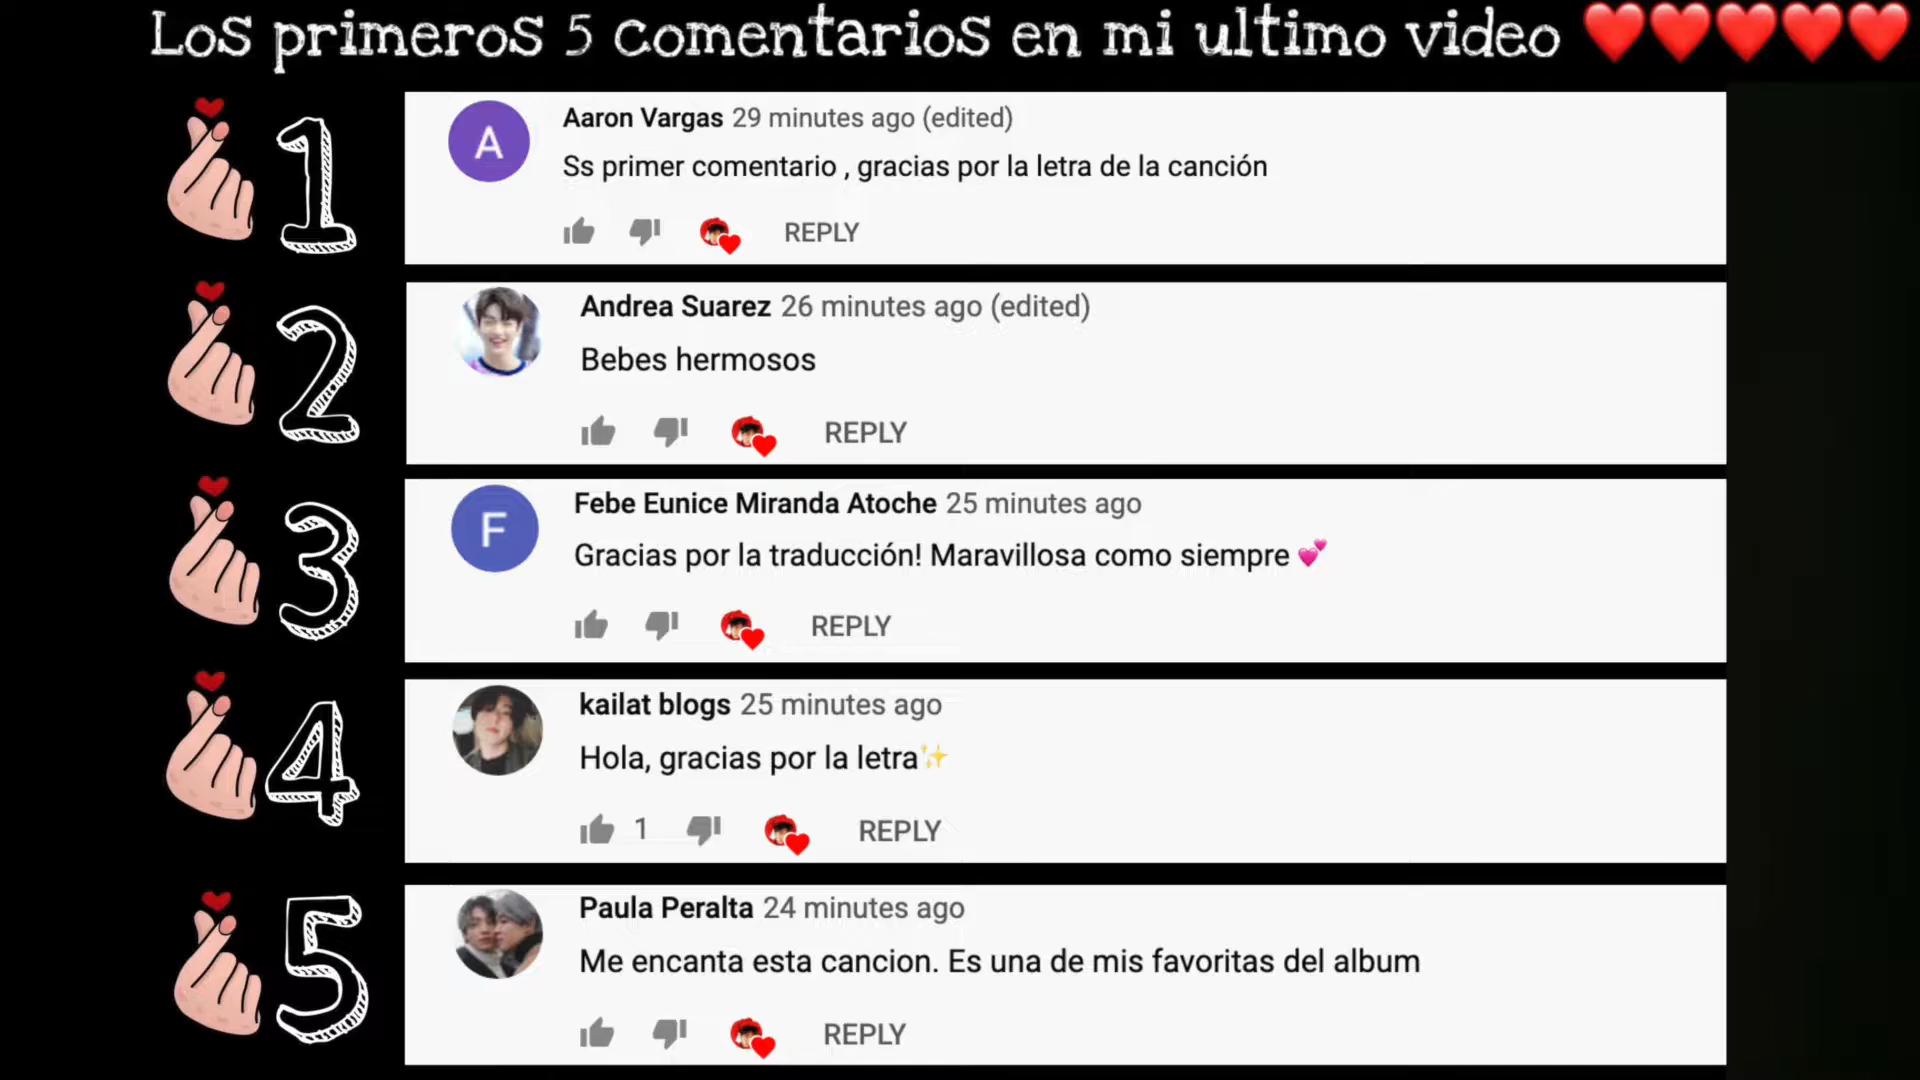 Los primeros 5 comentarios en mi ultimo video ❤️❤️❤️❤️❤️
1
A
Aaron Vargas 29 minutes ago (edited)
Ss primer comentario , gracias por la letra de la canción
REPLY
2
Andrea Suarez 26 minutes ago (edited)
Bebes hermosos
REPLY
3
F
Febe Eunice Miranda Atoche 25 minutes ago
Gracias por la traducción! Maravillosa como siempre 💕
REPLY
4
kailat blogs 25 minutes ago
Hola, gracias por la letra✨
1 REPLY
5
Paula Peralta 24 minutes ago
Me encanta esta cancion. Es una de mis favoritas del album
REPLY